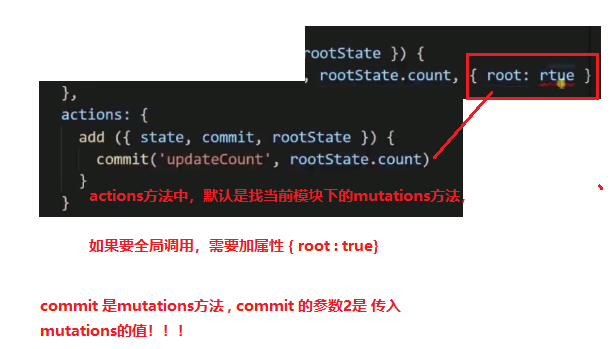 rootState }) {
, rootState.count, { root: rtue }
},
actions: {
add ({ state, commit, rootState }) {
commit('updateCount', rootState.count)
}
}
actions方法中，默认是找当前模块下的mutations方法，
如果要全局调用，需要加属性 { root : true}
commit 是mutations方法 , commit 的参数2是 传入
mutations的值！！！